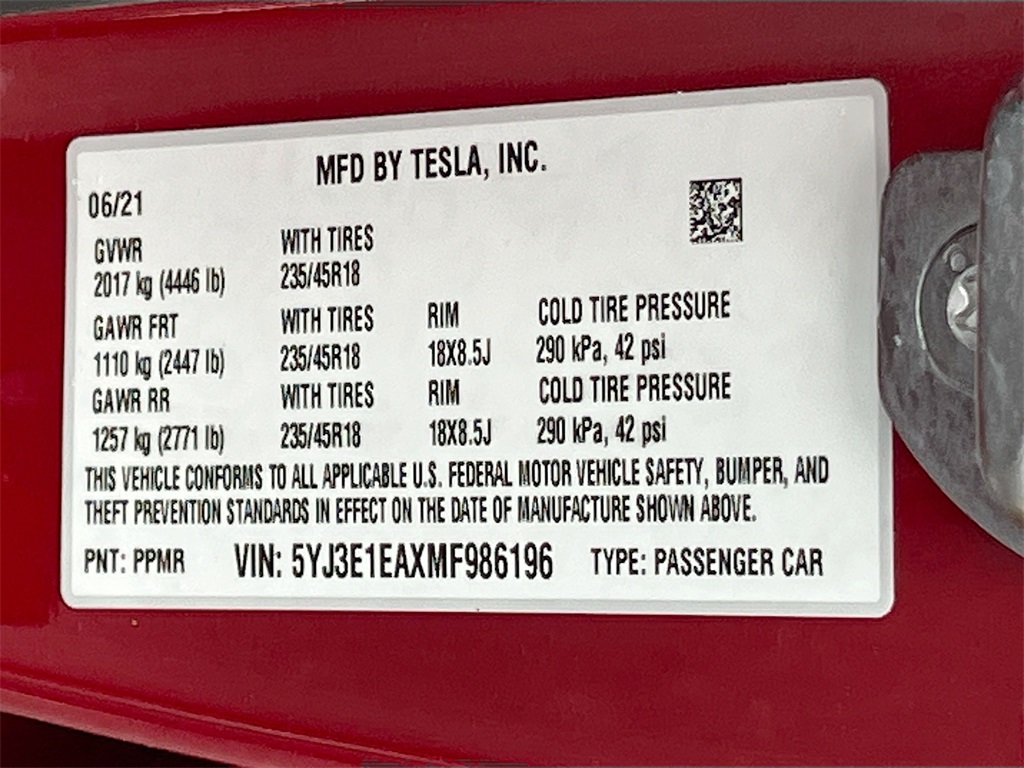 MFD BY TESLA, INC.
06/21
GVWR WITH TIRES
2017 kg (4446 lb) 235/45R18
GAWR FRT WITH TIRES RIM COLD TIRE PRESSURE
1110 kg (2447 lb) 235/45R18 18X8.5J 290 kPa, 42 psi
GAWR RR WITH TIRES RIM COLD TIRE PRESSURE
1257 kg (2771 lb) 235/45R18 18X8.5J 290 kPa, 42 psi
THIS VEHICLE CONFORMS TO ALL APPLICABLE U.S. FEDERAL MOTOR VEHICLE SAFETY, BUMPER, AND
THEFT PREVENTION STANDARDS IN EFFECT ON THE DATE OF MANUFACTURE SHOWN ABOVE.
PNT: PPMR VIN: 5YJ3E1EAXMF986196 TYPE: PASSENGER CAR